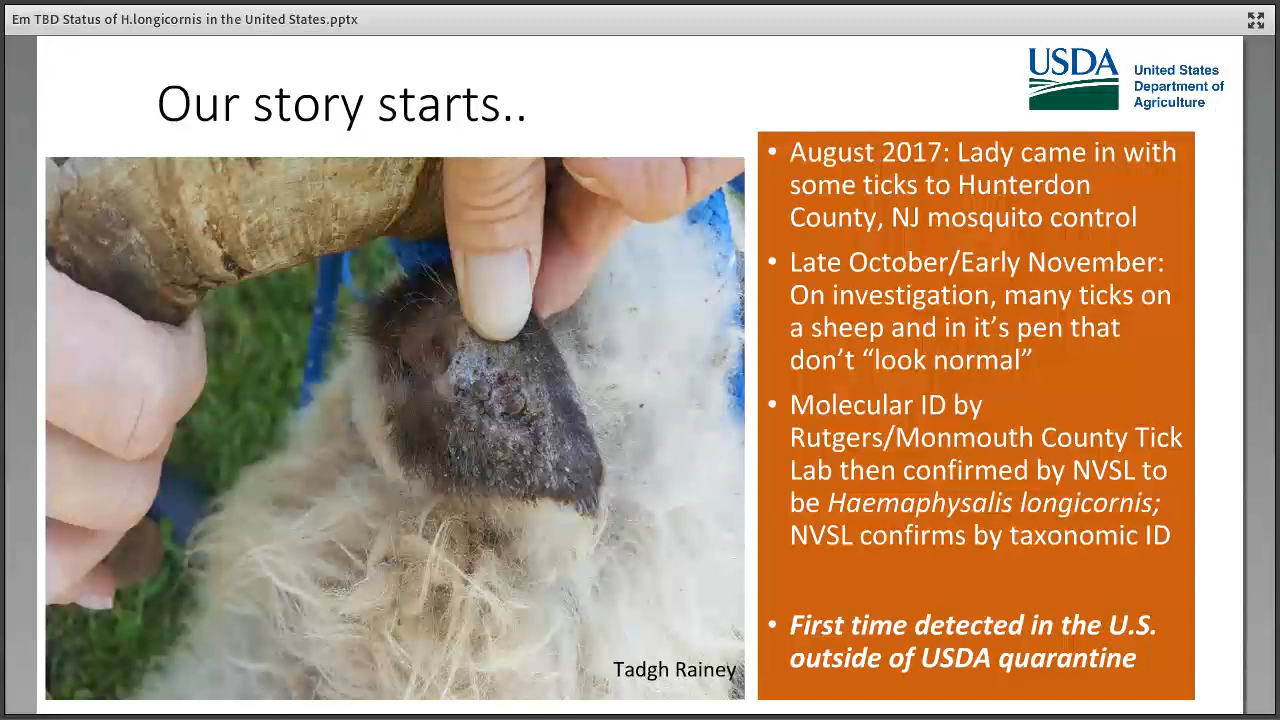 Em TBD Status of H.longicornis in the United States.pptx
Our story starts..
USDA
United States
Department of
Agriculture
• August 2017: Lady came in with
some ticks to Hunterdon
County, NJ mosquito control
• Late October/Early November:
On investigation, many ticks on
a sheep and in it’s pen that
don’t “look normal”
• Molecular ID by
Rutgers/Monmouth County Tick
Lab then confirmed by NVSL to
be Haemaphysalis longicornis;
NVSL confirms by taxonomic ID
• First time detected in the U.S.
outside of USDA quarantine
Tadgh Rainey